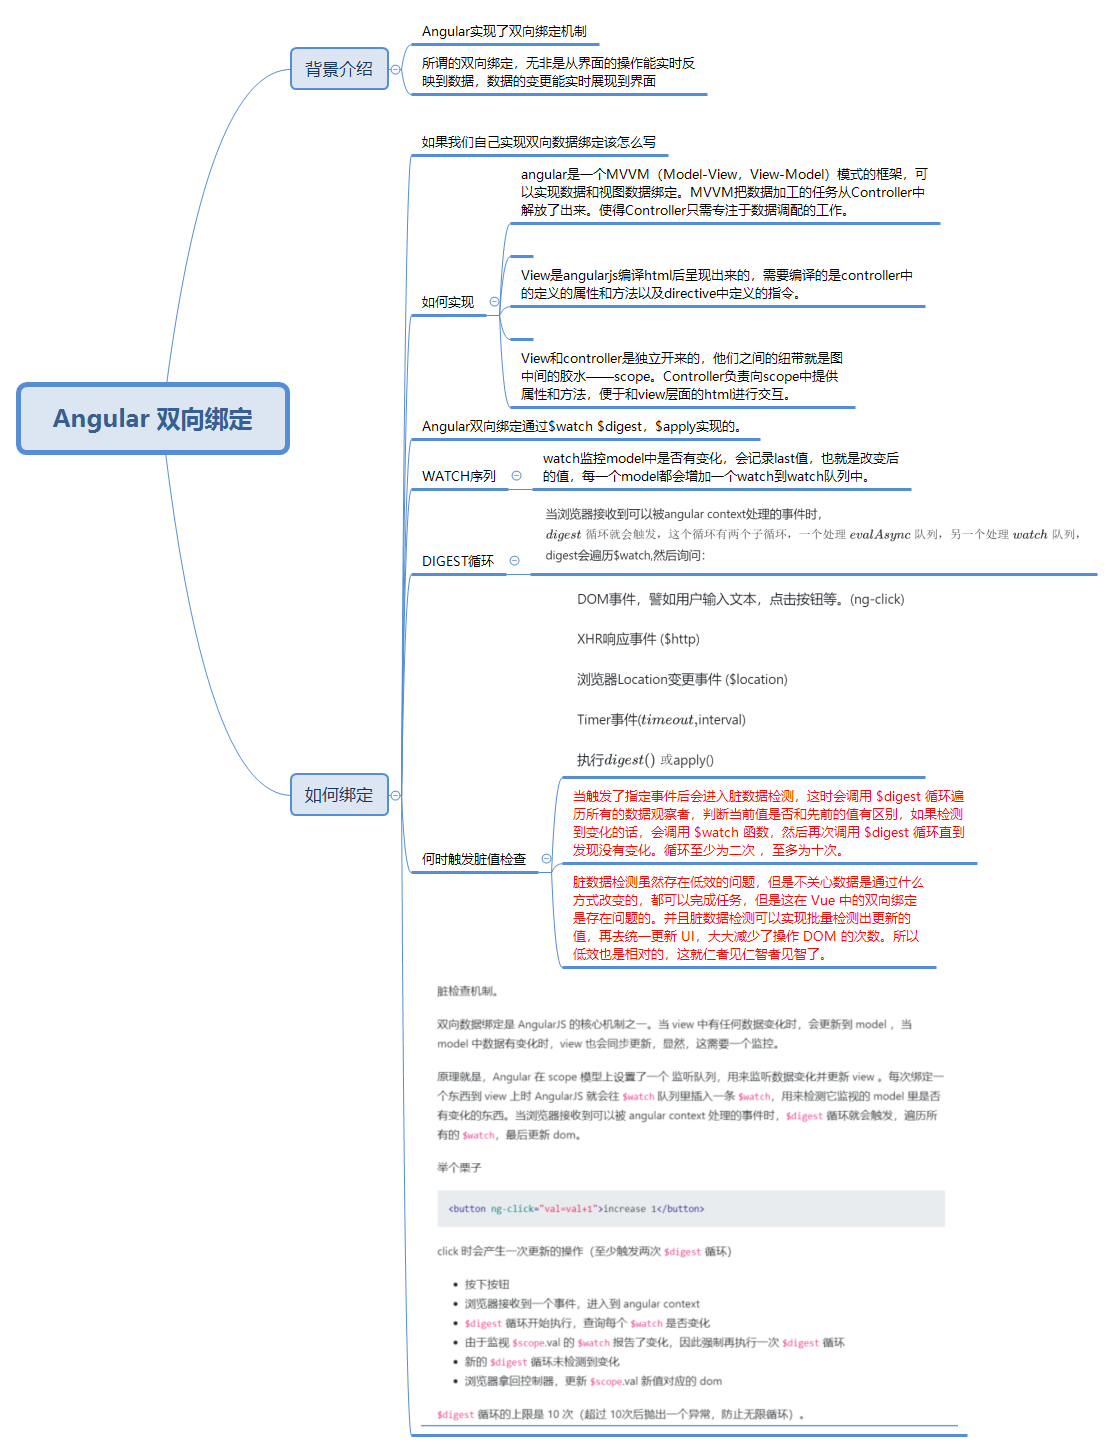 Angular 双向绑定
背景介绍
Angular实现了双向绑定机制
所谓的双向绑定，无非是从界面的操作能实时反
映到数据，数据的变更能实时展现到界面
如何绑定
如果我们自己实现双向数据绑定该怎么写
如何实现
angular是一个MVVM（Model-View，View-Model）模式的框架，可
以实现数据和视图数据绑定。MVVM把数据加工的任务从Controller中
解放了出来。使得Controller只需专注于数据调配的工作。
View是angularjs编译html后呈现出来的，需要编译的是controller中
的定义的属性和方法以及directive中定义的指令。
View和controller是独立开来的，他们之间的纽带就是图
中间的胶水——scope。Controller负责向scope中提供
属性和方法，便于和view层面的html进行交互。
Angular双向绑定通过$watch $digest，$apply实现的。
WATCH序列
watch监控model中是否有变化，会记录last值，也就是改变后
的值，每一个model都会增加一个watch到watch队列中。
DIGEST循环
当浏览器接收到可以被angular context处理的事件时，
digest 循环就会触发，这个循环有两个子循环，一个处理 evalAsync 队列，另一个处理 watch 队列，
digest会遍历$watch,然后询问：
何时触发脏值检查
DOM事件，譬如用户输入文本，点击按钮等。(ng-click)
XHR响应事件 ($http)
浏览器Location变更事件 ($location)
Timer事件(timeout,interval)
执行digest() 或apply()
当触发了指定事件后会进入脏数据检测，这时会调用 $digest 循环遍
历所有的数据观察者，判断当前值是否和先前的值有区别，如果检测
到变化的话，会调用 $watch 函数，然后再次调用 $digest 循环直到
发现没有变化。循环至少为二次 ，至多为十次。
脏数据检测虽然存在低效的问题，但是不关心数据是通过什么
方式改变的，都可以完成任务，但是这在 Vue 中的双向绑定
是存在问题的。并且脏数据检测可以实现批量检测出更新的
值，再去统一更新 UI，大大减少了操作 DOM 的次数。所以
低效也是相对的，这就仁者见仁智者见智了。
脏检查机制。
双向数据绑定是 AngularJS 的核心机制之一。当 view 中有任何数据变化时，会更新到 model ，当
model 中数据有变化时，view 也会同步更新，显然，这需要一个监控。
原理就是，Angular 在 scope 模型上设置了一个 监听队列，用来监听数据变化并更新 view 。每次绑定一
个东西到 view 上时 AngularJS 就会往 $watch 队列里插入一条 $watch，用来检测它监视的 model 里是否
有变化的东西。当浏览器接收到可以被 angular context 处理的事件时，$digest 循环就会触发，遍历所
有的 $watch，最后更新 dom。
举个栗子
<button ng-click="val=val+1">increase 1</button>
click 时会产生一次更新的操作（至少触发两次 $digest 循环）
• 按下按钮
• 浏览器接收到一个事件，进入到 angular context
• $digest 循环开始执行，查询每个 $watch 是否变化
• 由于监视 $scope.val 的 $watch 报告了变化，因此强制再执行一次 $digest 循环
• 新的 $digest 循环未检测到变化
• 浏览器拿回控制器，更新 $scope.val 新值对应的 dom
$digest 循环的上限是 10 次（超过 10次后抛出一个异常，防止无限循环）。